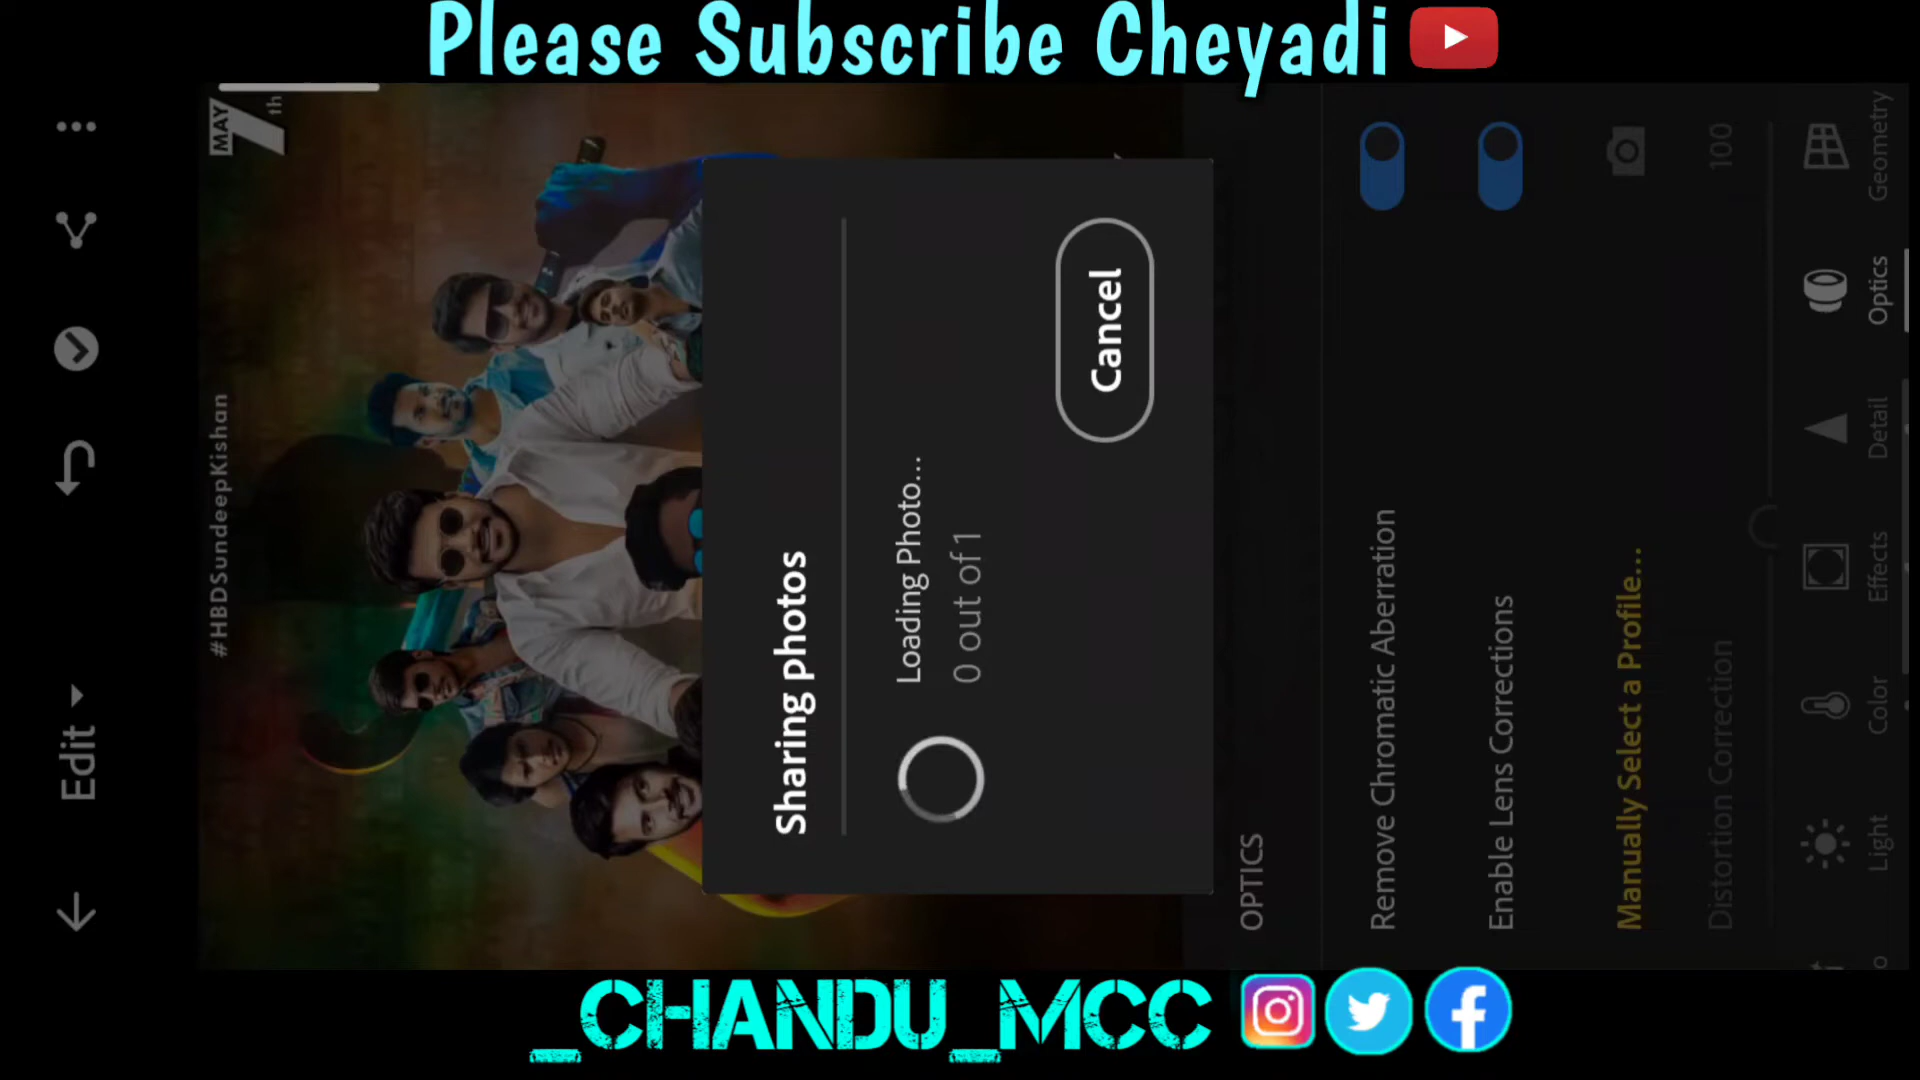 Please Subscribe Cheyadi
MAY
7th
#HBDSundeepKishan
Edit
Sharing photos
Loading Photo...
0 out of 1
Cancel
OPTICS
Remove Chromatic Aberration
Enable Lens Corrections
Manually Select a Profile...
Distortion Correction
100
Light
Color
Effects
Detail
Optics
Geometry
_CHANDU_MCC